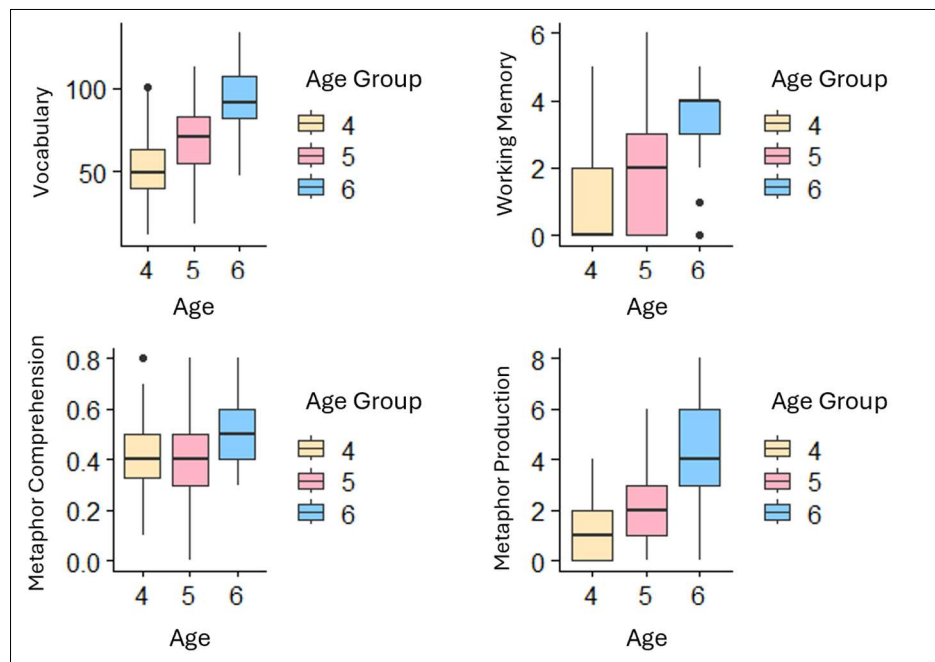 Vocabulary
100
50
4 5 6
Age
Age Group
4
5
6
Working Memory
6
4
2
0
4 5 6
Age
Age Group
4
5
6
Metaphor Comprehension
0.8
0.6
0.4
0.2
0.0
4 5 6
Age
Age Group
4
5
6
Metaphor Production
8
6
4
2
0
4 5 6
Age
Age Group
4
5
6